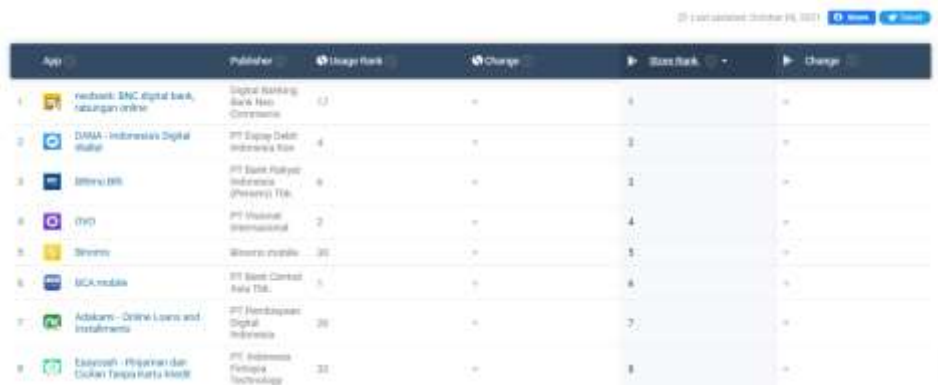 Last updated: October 06, 2021 Share Tweet
App Publisher Usage Rank Change Store Rank Change
1 neobank: BNC digital bank, tabungan online Digital Banking Bank Neo Commerce 17 = 1 =
2 DANA - Indonesia's Digital Wallet PT Espay Debit Indonesia Koe 4 = 2 =
3 BRImo BRI PT Bank Rakyat Indonesia (Persero) Tbk. 6 = 3 =
4 OVO PT Visionet Internasional 2 = 4 =
5 Binomo Binomo mobile = 5 =
6 BCA mobile PT Bank Central Asia Tbk. 1 = 6 =
7 Adakami - Online Loans and Installments PT Pembiayaan Digital Indonesia 26 = 7 =
8 Easycash - Pinjaman dan Cicilan Tanpa Kartu Kredit PT. Indonesia Fintopia Technology = 8 =